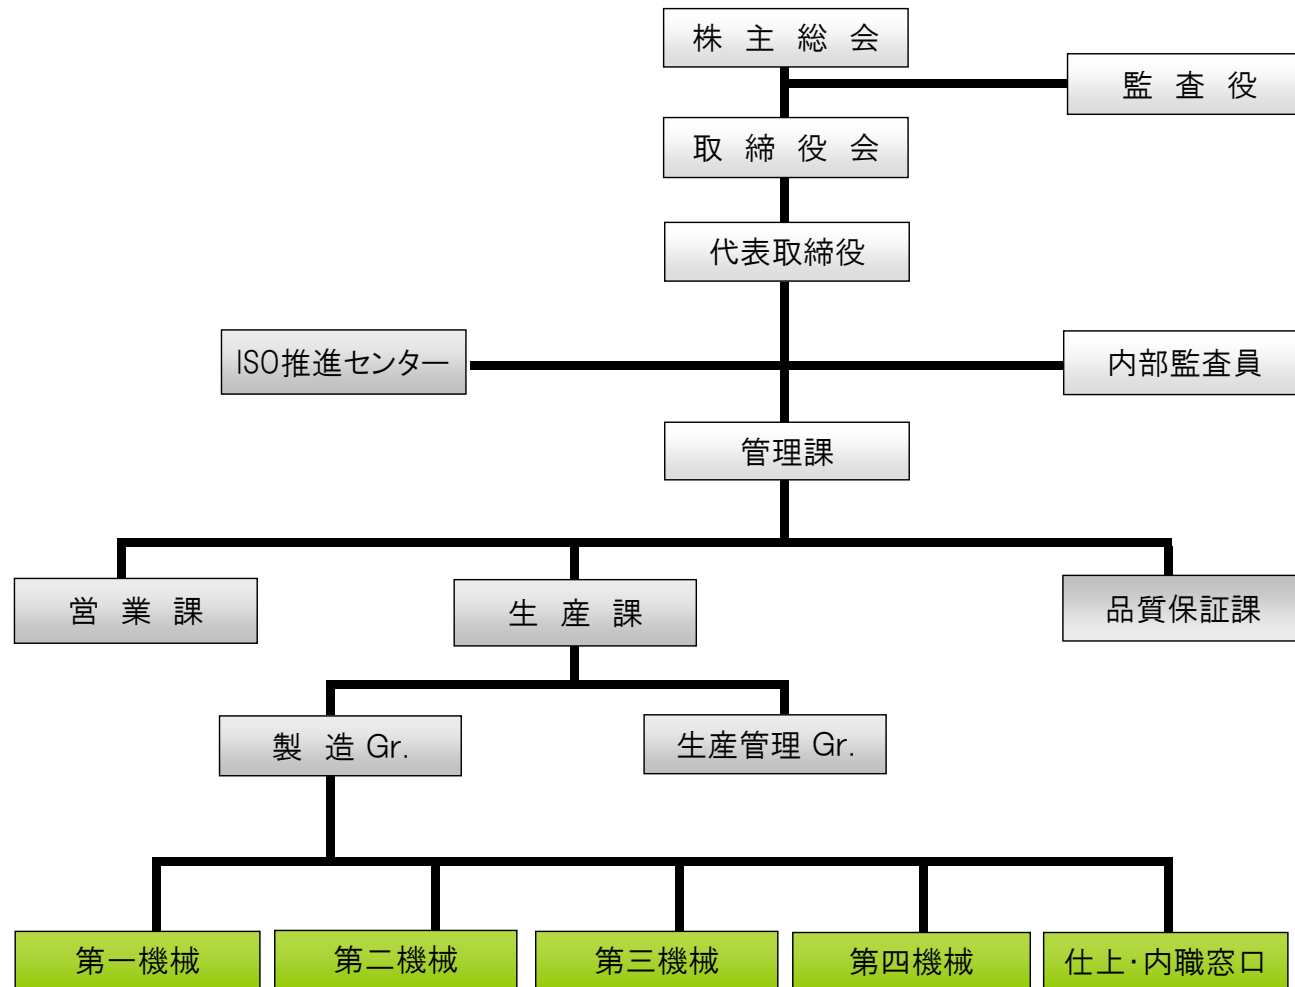 株 主 総 会
監 査 役
取 締 役 会
代表取締役
ISO推進センター
内部監査員
管理課
営 業 課
生 産 課
品質保証課
製 造 Gr.
生産管理 Gr.
第一機械
第二機械
第三機械
第四機械
仕上・内職窓口